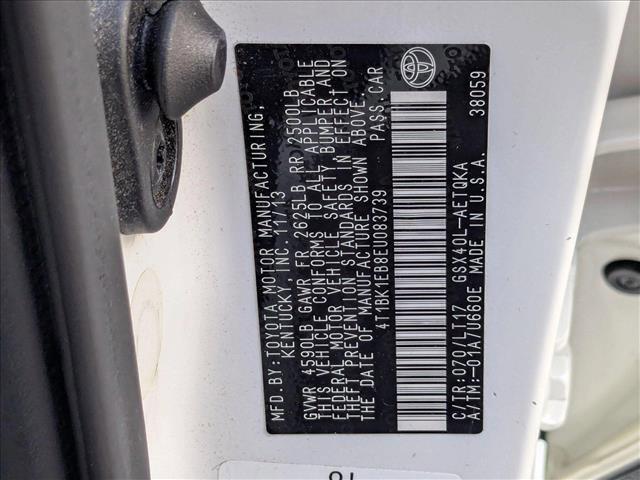 MFD.BY:TOYOTA MOTOR MANUFACTURING,
KENTUCKY, INC. 11/13
GVWR 4590LB GAWR FR 2625LB RR 2500LB
THIS VEHICLE CONFORMS TO ALL APPLICABLE
FEDERAL MOTOR VEHICLE SAFETY, BUMPER AND
THEFT PREVENTION STANDARDS IN EFFECT ON
THE DATE OF MANUFACTURE SHOWN ABOVE.
4T1BK1EB8EU083739 PASS.CAR
C/TR:070/LT17 GSX40L-AETQKA
A/TM:-01A/U660E MADE IN U.S.A. 38059